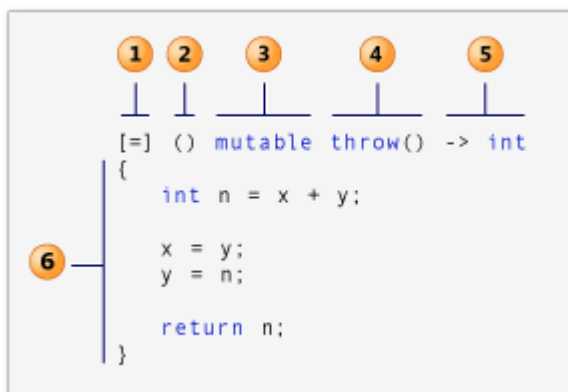 1 2 3 4 5
[=] () mutable throw() -> int
{
int n = x + y;
x = y;
6
y = n;
return n;
}